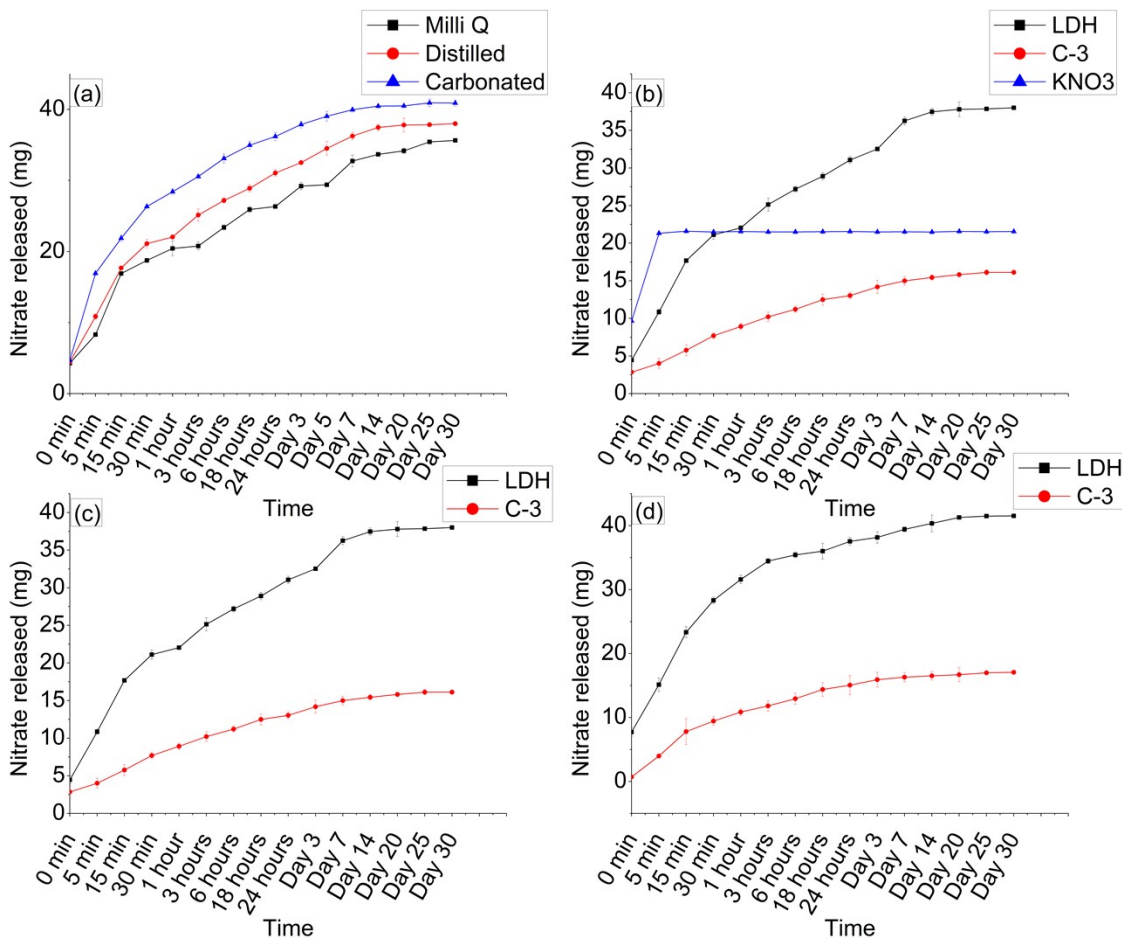 (a)
Milli Q
Distilled
Carbonated
Nitrate released (mg)
40
20
0
0 min
5 min
15 min
30 min
1 hour
3 hours
6 hours
18 hours
24 hours
Day 3
Day 5
Day 7
Day 14
Day 20
Day 25
Day 30
Time
(b)
LDH
C-3
KNO3
Nitrate released (mg)
40
35
30
25
20
15
10
5
0
0 min
5 min
15 min
30 min
1 hour
3 hours
6 hours
18 hours
24 hours
Day 3
Day 7
Day 14
Day 20
Day 25
Day 30
Time
(c)
LDH
C-3
Nitrate released (mg)
40
35
30
25
20
15
10
5
0
0 min
5 min
15 min
30 min
1 hour
3 hours
6 hours
18 hours
24 hours
Day 3
Day 7
Day 14
Day 20
Day 25
Day 30
Time
(d)
LDH
C-3
Nitrate released (mg)
40
30
20
10
0
0 min
5 min
15 min
30 min
1 hour
3 hours
6 hours
18 hours
24 hours
Day 3
Day 7
Day 14
Day 20
Day 25
Day 30
Time